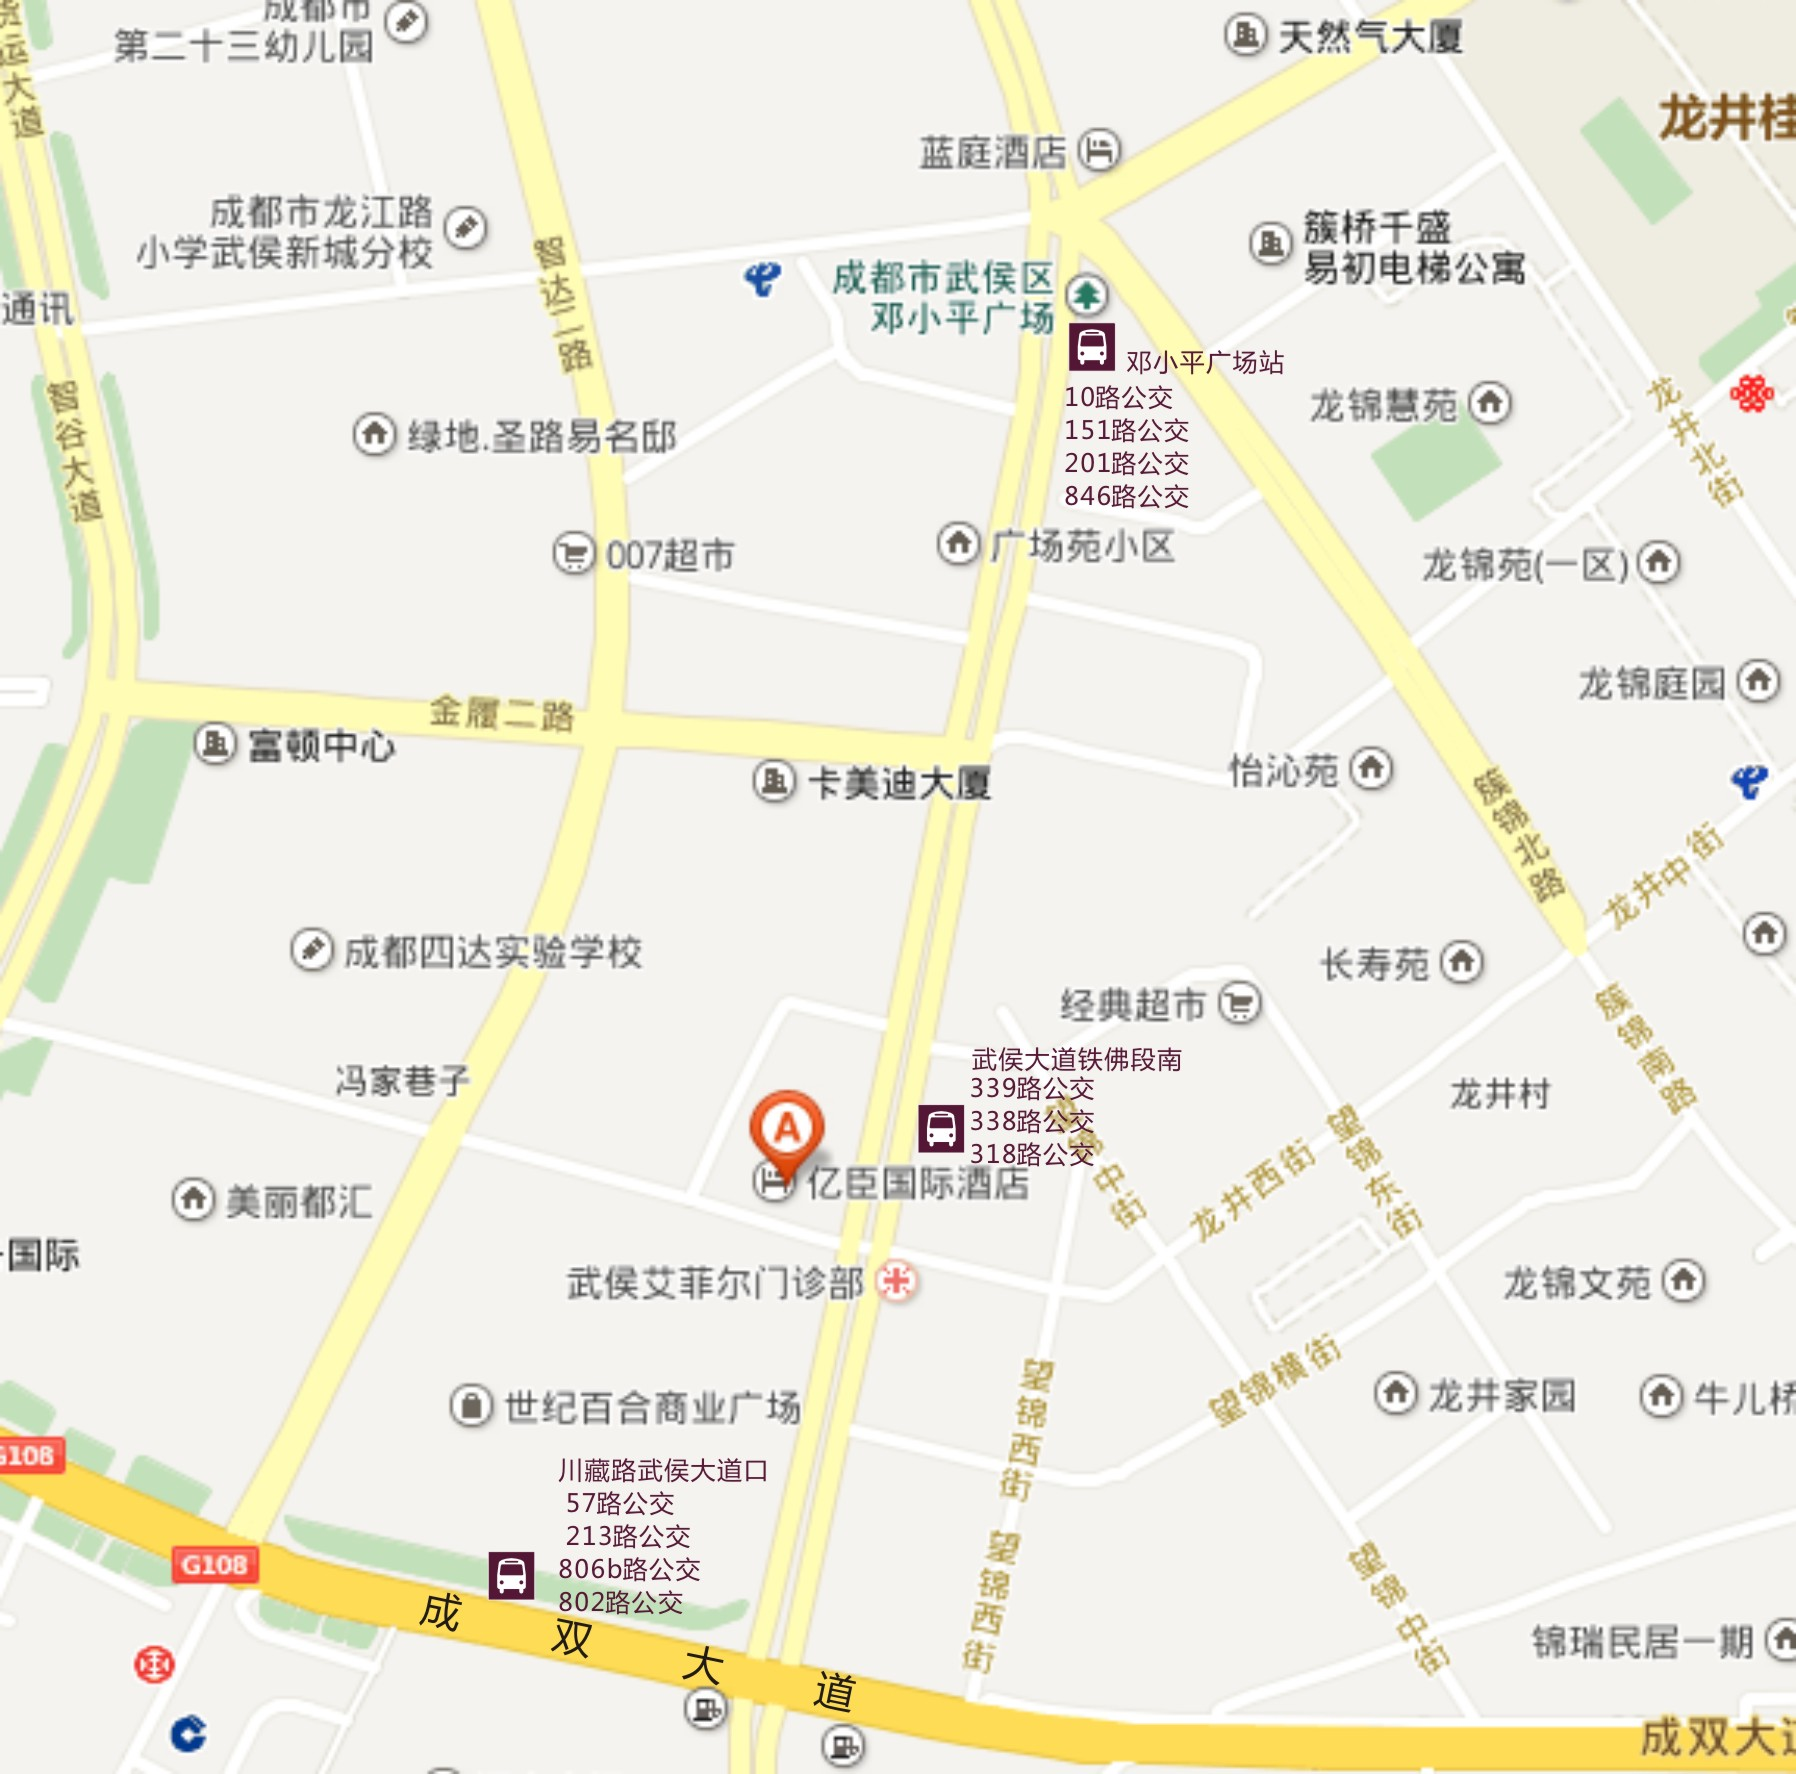 成都市
第二十三幼儿园
天然气大厦
货运大道
龙井桂
蓝庭酒店
成都市龙江路
小学武侯新城分校
簇桥千盛
易初电梯公寓
智达二路
成都市武侯区
邓小平广场
通讯
邓小平广场站
10路公交
151路公交
201路公交
846路公交
智谷大道
绿地.圣路易名邸
龙锦慧苑
龙井北街
007超市
广场苑小区
龙锦苑(一区)
龙锦庭园
金履二路
富顿中心
卡美迪大厦
怡沁苑
簇锦北路
龙井中街
成都四达实验学校
长寿苑
经典超市
簇锦南路
冯家巷子
武侯大道铁佛段南
339路公交
338路公交
318路公交
龙井村
A
亿臣国际酒店
望锦中街
望锦东街
龙井西街
美丽都汇
国际
武侯艾菲尔门诊部
龙锦文苑
望锦横街
望锦西街
龙井家园
牛儿桥
世纪百合商业广场
G108
川藏路武侯大道口
57路公交
213路公交
806b路公交
802路公交
G108
望锦西街
望锦中街
成双大道
锦瑞民居一期
成双大道